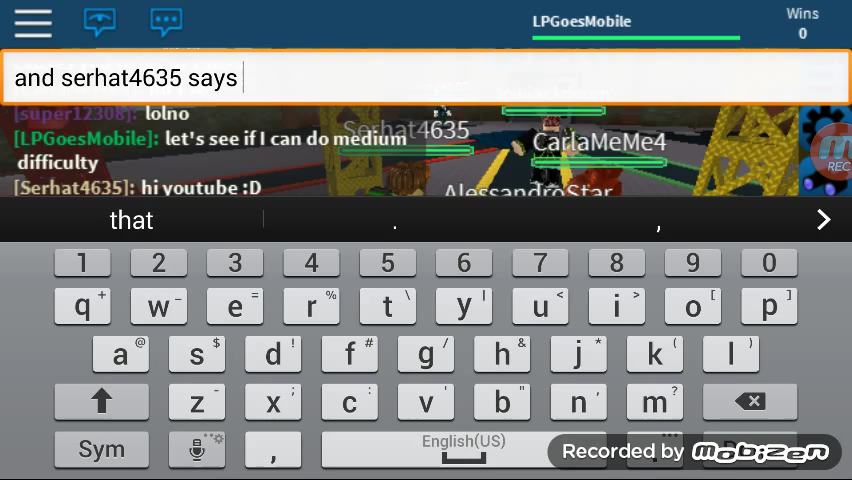 LPGoesMobile
Wins
0
and serhat4635 says
[super12308]: lolno
[LPGoesMobile]: let's see if I can do medium
difficulty
[Serhat4635]: hi youtube :D
Serhat4635
CarlaMeMe4
AlessandroStar
REC
that . ,
1 2 3 4 5 6 7 8 9 0
q+ w- e= r% t\ y| u< i> o[ p]
a@ s$ d! f# g/ h& j* k( l)
z- x; c: v' b" n, m?
Sym , English(US)
Recorded by mobizen